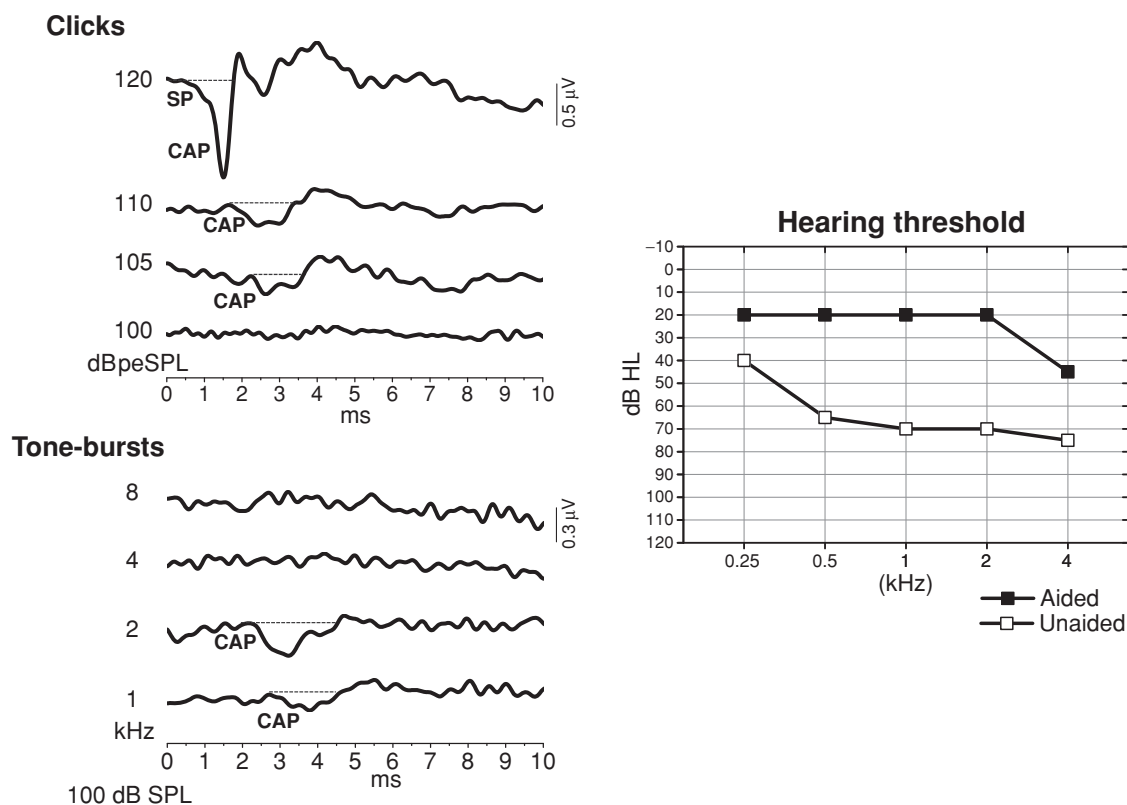 Clicks
120
SP
CAP
0.5 μV
110
CAP
105
CAP
100
dBpeSPL
0 1 2 3 4 5 6 7 8 9 10
ms
Tone-bursts
8
0.3 μV
4
2
CAP
1
CAP
kHz
0 1 2 3 4 5 6 7 8 9 10
ms
100 dB SPL
Hearing threshold
−10
0
10
20
30
40
50
60
70
80
90
100
110
120
dB HL
0.25 0.5 1 2 4
(kHz)
Aided
Unaided